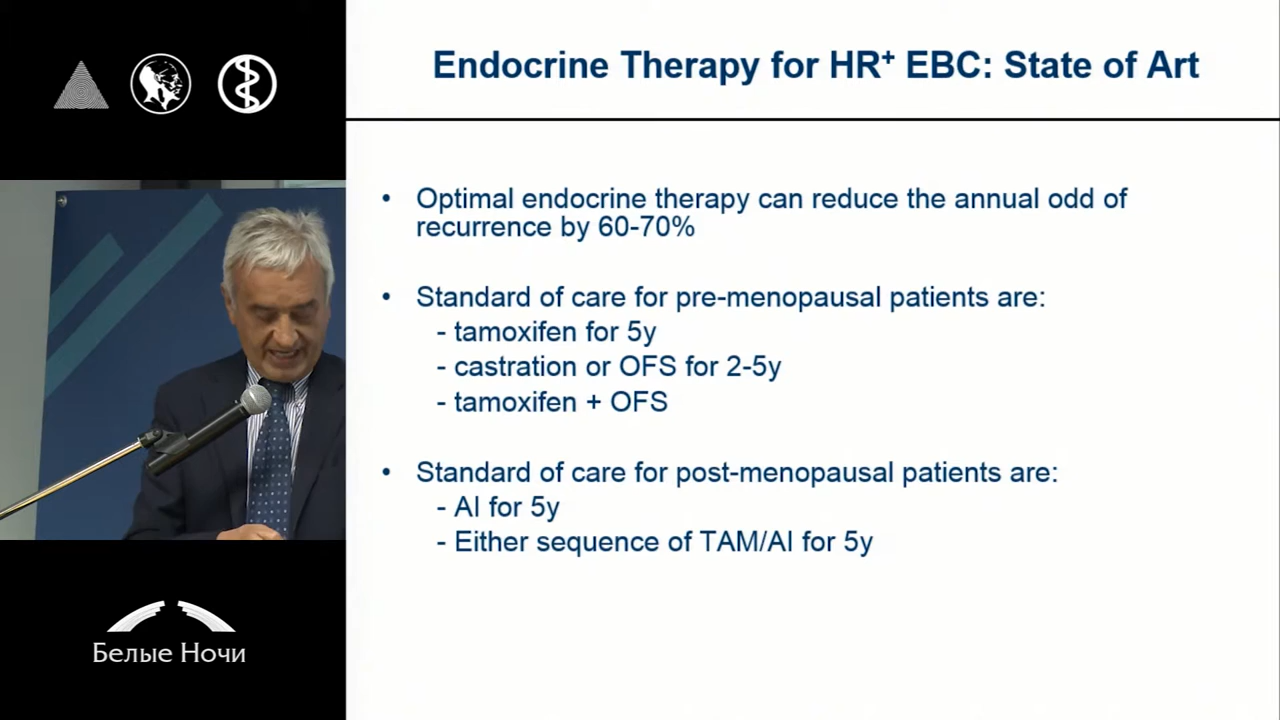 Endocrine Therapy for HR⁺ EBC: State of Art
• Optimal endocrine therapy can reduce the annual odd of
recurrence by 60-70%
• Standard of care for pre-menopausal patients are:
- tamoxifen for 5y
- castration or OFS for 2-5y
- tamoxifen + OFS
• Standard of care for post-menopausal patients are:
- AI for 5y
- Either sequence of TAM/AI for 5y
Белые Ночи